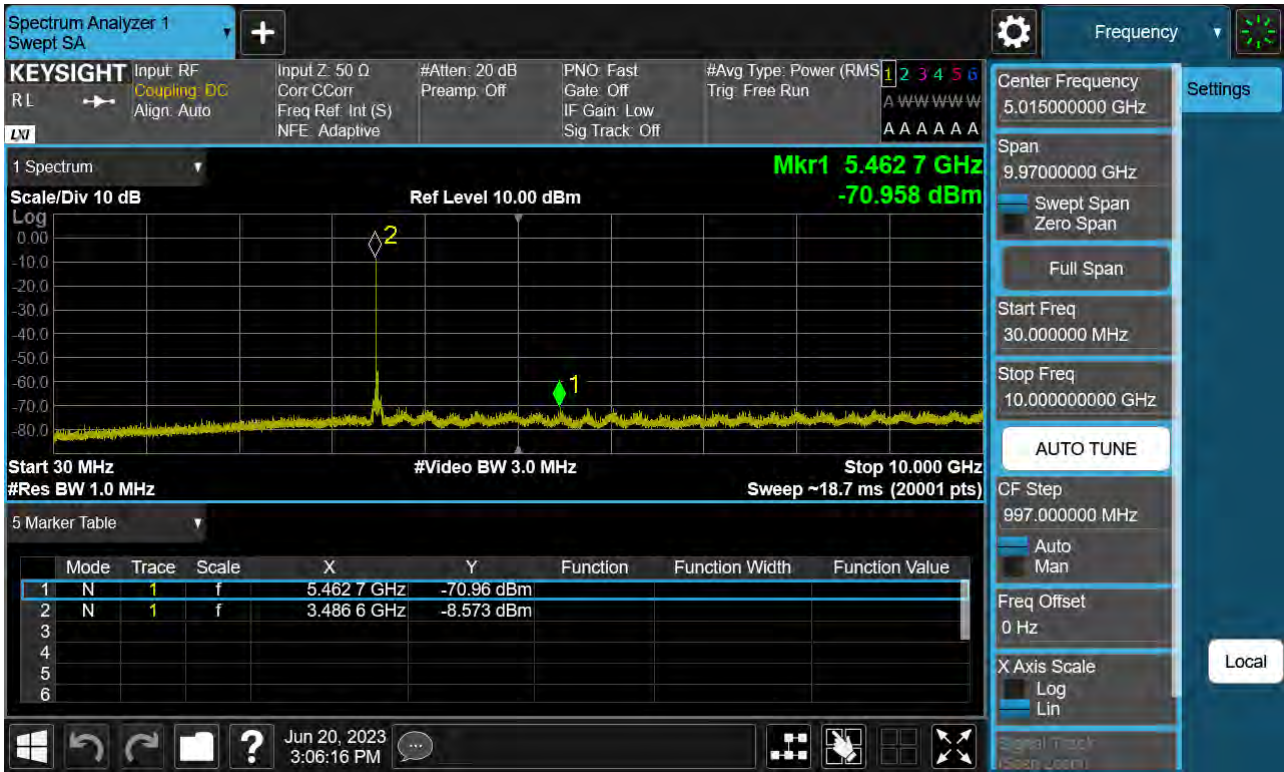 Spectrum Analyzer 1
Swept SA
+
Frequency
KEYSIGHT
RL
LXI
Input: RF
Coupling: DC
Align: Auto
Input Z: 50 Ω
Corr CCorr
Freq Ref: Int (S)
NFE: Adaptive
#Atten: 20 dB
Preamp: Off
PNO: Fast
Gate: Off
IF Gain: Low
Sig Track: Off
#Avg Type: Power (RMS
Trig: Free Run
1 2 3 4 5 6
A W W W W W
A A A A A A
1 Spectrum
Mkr1 5.462 7 GHz
-70.958 dBm
Scale/Div 10 dB
Ref Level 10.00 dBm
Log
0.00
-10.0
-20.0
-30.0
-40.0
-50.0
-60.0
-70.0
-80.0
2
1
Start 30 MHz
#Video BW 3.0 MHz
Stop 10.000 GHz
#Res BW 1.0 MHz
Sweep ~18.7 ms (20001 pts)
5 Marker Table
Mode Trace Scale X Y Function Function Width Function Value
1 N 1 f 5.462 7 GHz -70.96 dBm
2 N 1 f 3.486 6 GHz -8.573 dBm
3
4
5
6
Center Frequency
5.015000000 GHz
Settings
Span
9.97000000 GHz
Swept Span
Zero Span
Full Span
Start Freq
30.000000 MHz
Stop Freq
10.000000000 GHz
AUTO TUNE
CF Step
997.000000 MHz
Auto
Man
Freq Offset
0 Hz
X Axis Scale
Log
Lin
Local
Signal Track
(Span Zoom)
?
Jun 20, 2023
3:06:16 PM